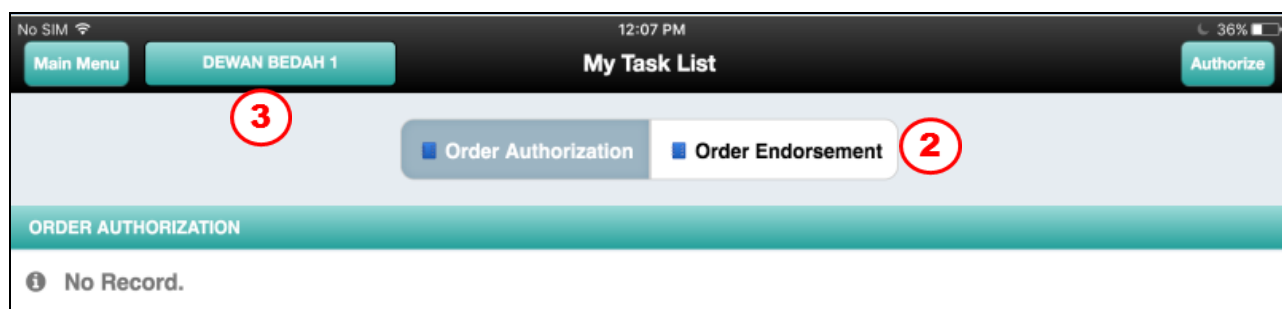 No SIM 12:07 PM 36%
Main Menu DEWAN BEDAH 1 My Task List Authorize
3
Order Authorization Order Endorsement 2
ORDER AUTHORIZATION
No Record.